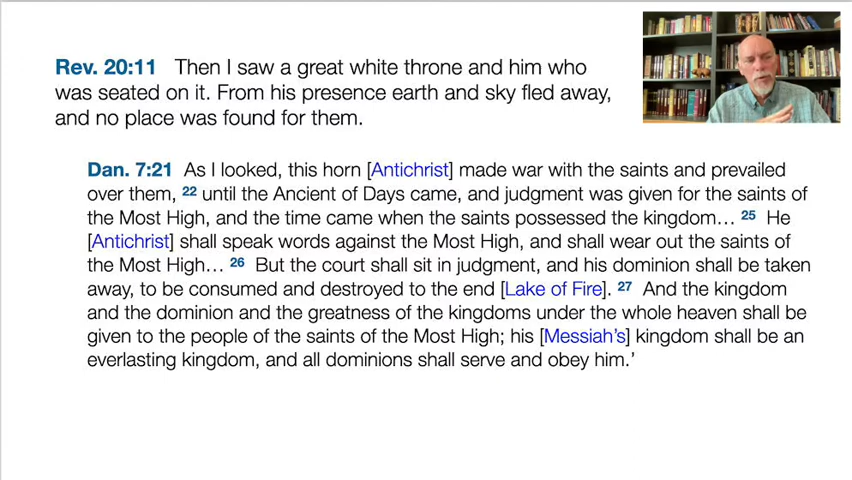 Rev. 20:11 Then I saw a great white throne and him who
was seated on it. From his presence earth and sky fled away,
and no place was found for them.
Dan. 7:21 As I looked, this horn [Antichrist] made war with the saints and prevailed
over them, 22 until the Ancient of Days came, and judgment was given for the saints of
the Most High, and the time came when the saints possessed the kingdom… 25 He
[Antichrist] shall speak words against the Most High, and shall wear out the saints of
the Most High… 26 But the court shall sit in judgment, and his dominion shall be taken
away, to be consumed and destroyed to the end [Lake of Fire]. 27 And the kingdom
and the dominion and the greatness of the kingdoms under the whole heaven shall be
given to the people of the saints of the Most High; his [Messiah’s] kingdom shall be an
everlasting kingdom, and all dominions shall serve and obey him.’